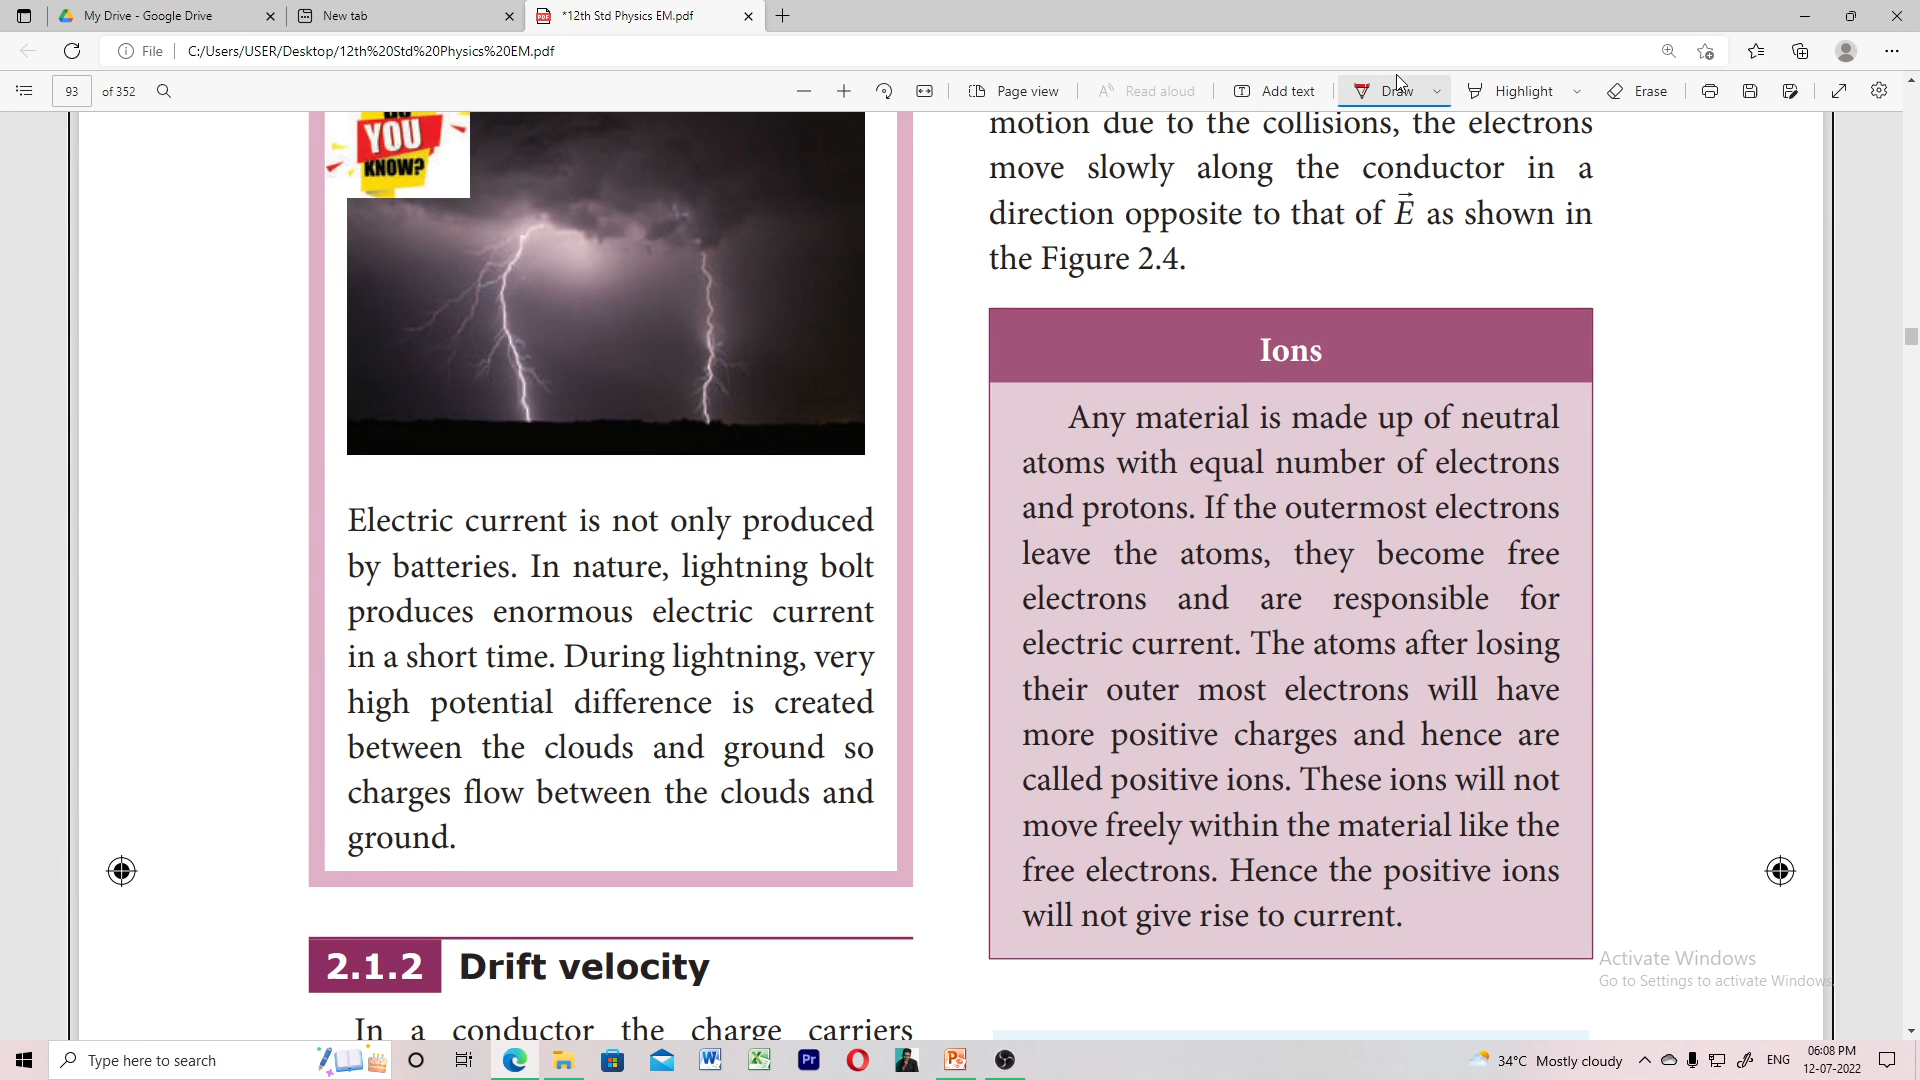 My Drive - Google Drive
New tab
*12th Std Physics EM.pdf
File
C:/Users/USER/Desktop/12th%20Std%20Physics%20EM.pdf
93
of 352
Page view
Read aloud
Add text
Draw
Highlight
Erase
YOU
KNOW?
Electric current is not only produced
by batteries. In nature, lightning bolt
produces enormous electric current
in a short time. During lightning, very
high potential difference is created
between the clouds and ground so
charges flow between the clouds and
ground.
2.1.2 Drift velocity
In a conductor the charge carriers
motion due to the collisions, the electrons
move slowly along the conductor in a
direction opposite to that of E⃗ as shown in
the Figure 2.4.
Ions
Any material is made up of neutral
atoms with equal number of electrons
and protons. If the outermost electrons
leave the atoms, they become free
electrons and are responsible for
electric current. The atoms after losing
their outer most electrons will have
more positive charges and hence are
called positive ions. These ions will not
move freely within the material like the
free electrons. Hence the positive ions
will not give rise to current.
Activate Windows
Go to Settings to activate Windows.
Type here to search
34°C Mostly cloudy
ENG
06:08 PM
12-07-2022